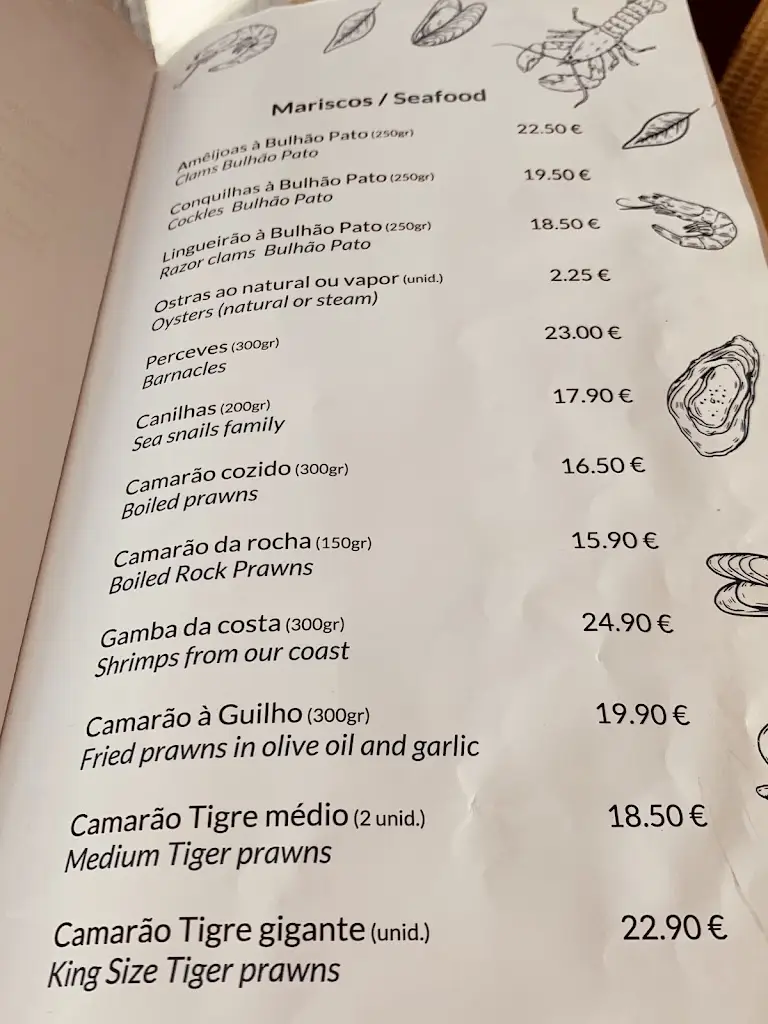 Mariscos / Seafood
Amêijoas à Bulhão Pato (250gr) 22.50 €
Clams Bulhão Pato
Conquilhas à Bulhão Pato (250gr) 19.50 €
Cockles Bulhão Pato
Lingueirão à Bulhão Pato (250gr) 18.50 €
Razor clams Bulhão Pato
Ostras ao natural ou vapor (unid.) 2.25 €
Oysters (natural or steam)
Perceves (300gr) 23.00 €
Barnacles
Canilhas (200gr) 17.90 €
Sea snails family
Camarão cozido (300gr) 16.50 €
Boiled prawns
Camarão da rocha (150gr) 15.90 €
Boiled Rock Prawns
Gamba da costa (300gr) 24.90 €
Shrimps from our coast
Camarão à Guilho (300gr) 19.90 €
Fried prawns in olive oil and garlic
Camarão Tigre médio (2 unid.) 18.50 €
Medium Tiger prawns
Camarão Tigre gigante (unid.) 22.90 €
King Size Tiger prawns